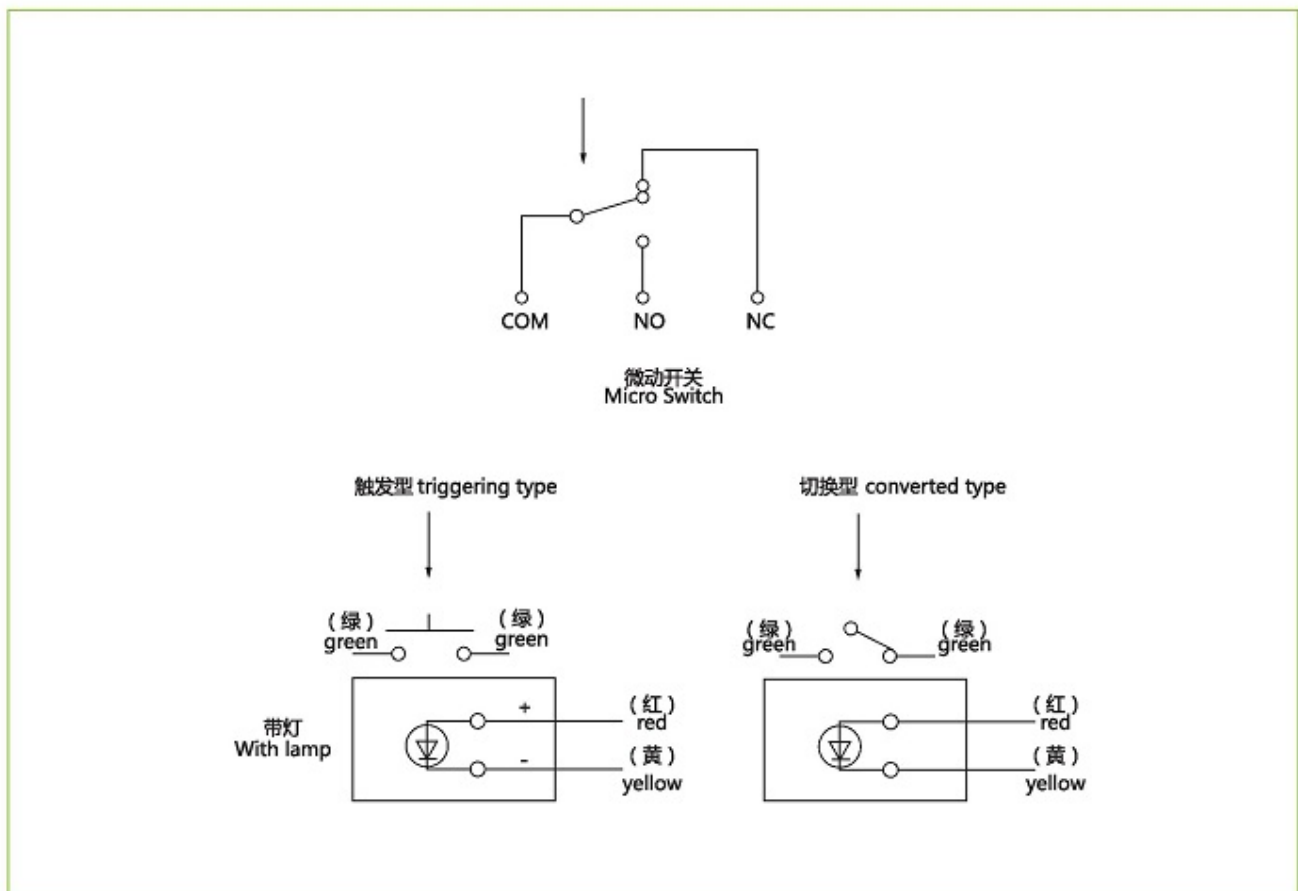 COM
NO
NC
微动开关
Micro Switch
触发型 triggering type
切换型 converted type
（绿）
green
（绿）
green
（绿）
green
（绿）
green
带灯
With lamp
+
（红）
red
-
（黄）
yellow
（红）
red
（黄）
yellow